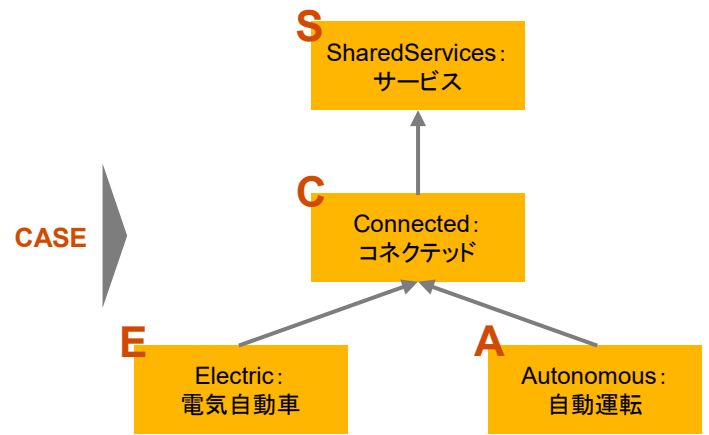 S
SharedServices：
サービス
C
Connected：
コネクテッド
CASE
E
Electric：
電気自動車
A
Autonomous：
自動運転